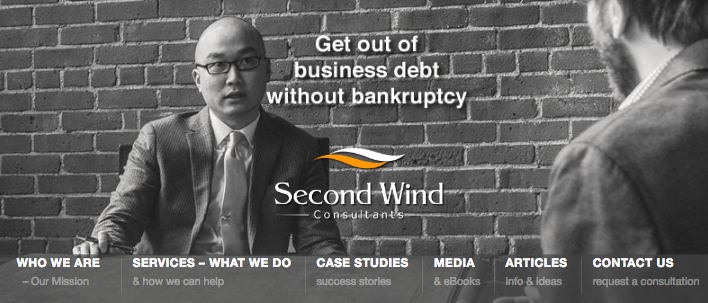 Get out of
business debt
without bankruptcy
Second Wind
Consultants
WHO WE ARE SERVICES – WHAT WE DO CASE STUDIES MEDIA ARTICLES CONTACT US
– Our Mission & how we can help success stories & eBooks info & ideas request a consultation